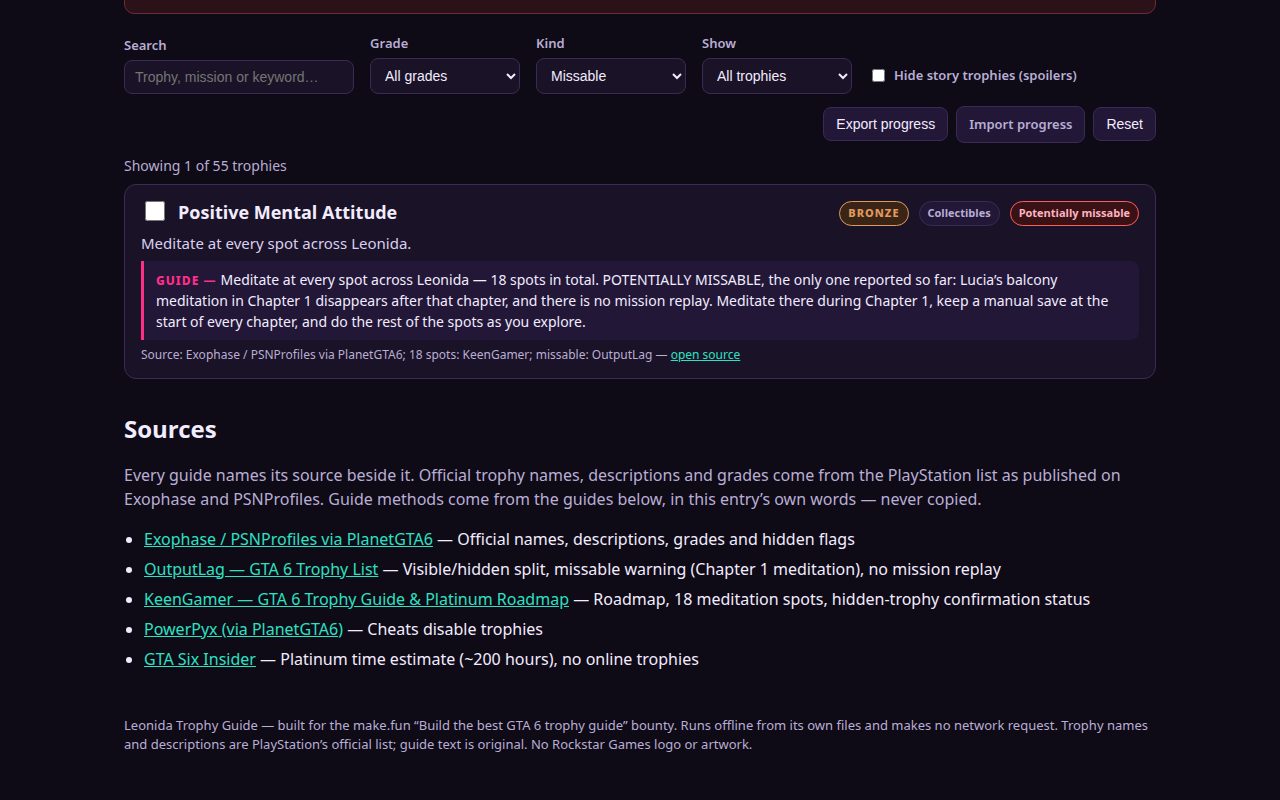 Search
Grade
Kind
Show
Trophy, mission or keyword…
All grades
Missable
All trophies
Hide story trophies (spoilers)
Export progress
Import progress
Reset
Showing 1 of 55 trophies
Positive Mental Attitude
BRONZE
Collectibles
Potentially missable
Meditate at every spot across Leonida.
GUIDE — Meditate at every spot across Leonida — 18 spots in total. POTENTIALLY MISSABLE, the only one reported so far: Lucia’s balcony
meditation in Chapter 1 disappears after that chapter, and there is no mission replay. Meditate there during Chapter 1, keep a manual save at the
start of every chapter, and do the rest of the spots as you explore.
Source: Exophase / PSNProfiles via PlanetGTA6; 18 spots: KeenGamer; missable: OutputLag — open source
Sources
Every guide names its source beside it. Official trophy names, descriptions and grades come from the PlayStation list as published on
Exophase and PSNProfiles. Guide methods come from the guides below, in this entry’s own words — never copied.
• Exophase / PSNProfiles via PlanetGTA6 — Official names, descriptions, grades and hidden flags
• OutputLag — GTA 6 Trophy List — Visible/hidden split, missable warning (Chapter 1 meditation), no mission replay
• KeenGamer — GTA 6 Trophy Guide & Platinum Roadmap — Roadmap, 18 meditation spots, hidden-trophy confirmation status
• PowerPyx (via PlanetGTA6) — Cheats disable trophies
• GTA Six Insider — Platinum time estimate (~200 hours), no online trophies
Leonida Trophy Guide — built for the make.fun “Build the best GTA 6 trophy guide” bounty. Runs offline from its own files and makes no network request. Trophy names
and descriptions are PlayStation’s official list; guide text is original. No Rockstar Games logo or artwork.